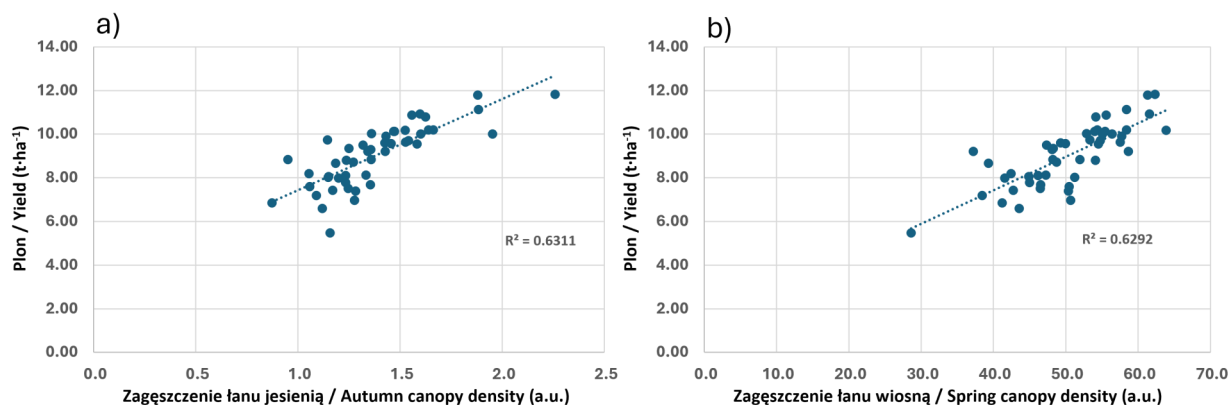 a)
Plon / Yield (t·ha⁻¹)
14.00
12.00
10.00
8.00
6.00
4.00
2.00
0.00
R² = 0.6311
0.0 0.5 1.0 1.5 2.0 2.5
Zagęszczenie łanu jesienią / Autumn canopy density (a.u.)
b)
Plon / Yield (t·ha⁻¹)
14.00
12.00
10.00
8.00
6.00
4.00
2.00
0.00
R² = 0.6292
0.0 30.0 40.0 50.0 60.0 70.0
Zagęszczenie łanu wiosną / Spring canopy density (a.u.)